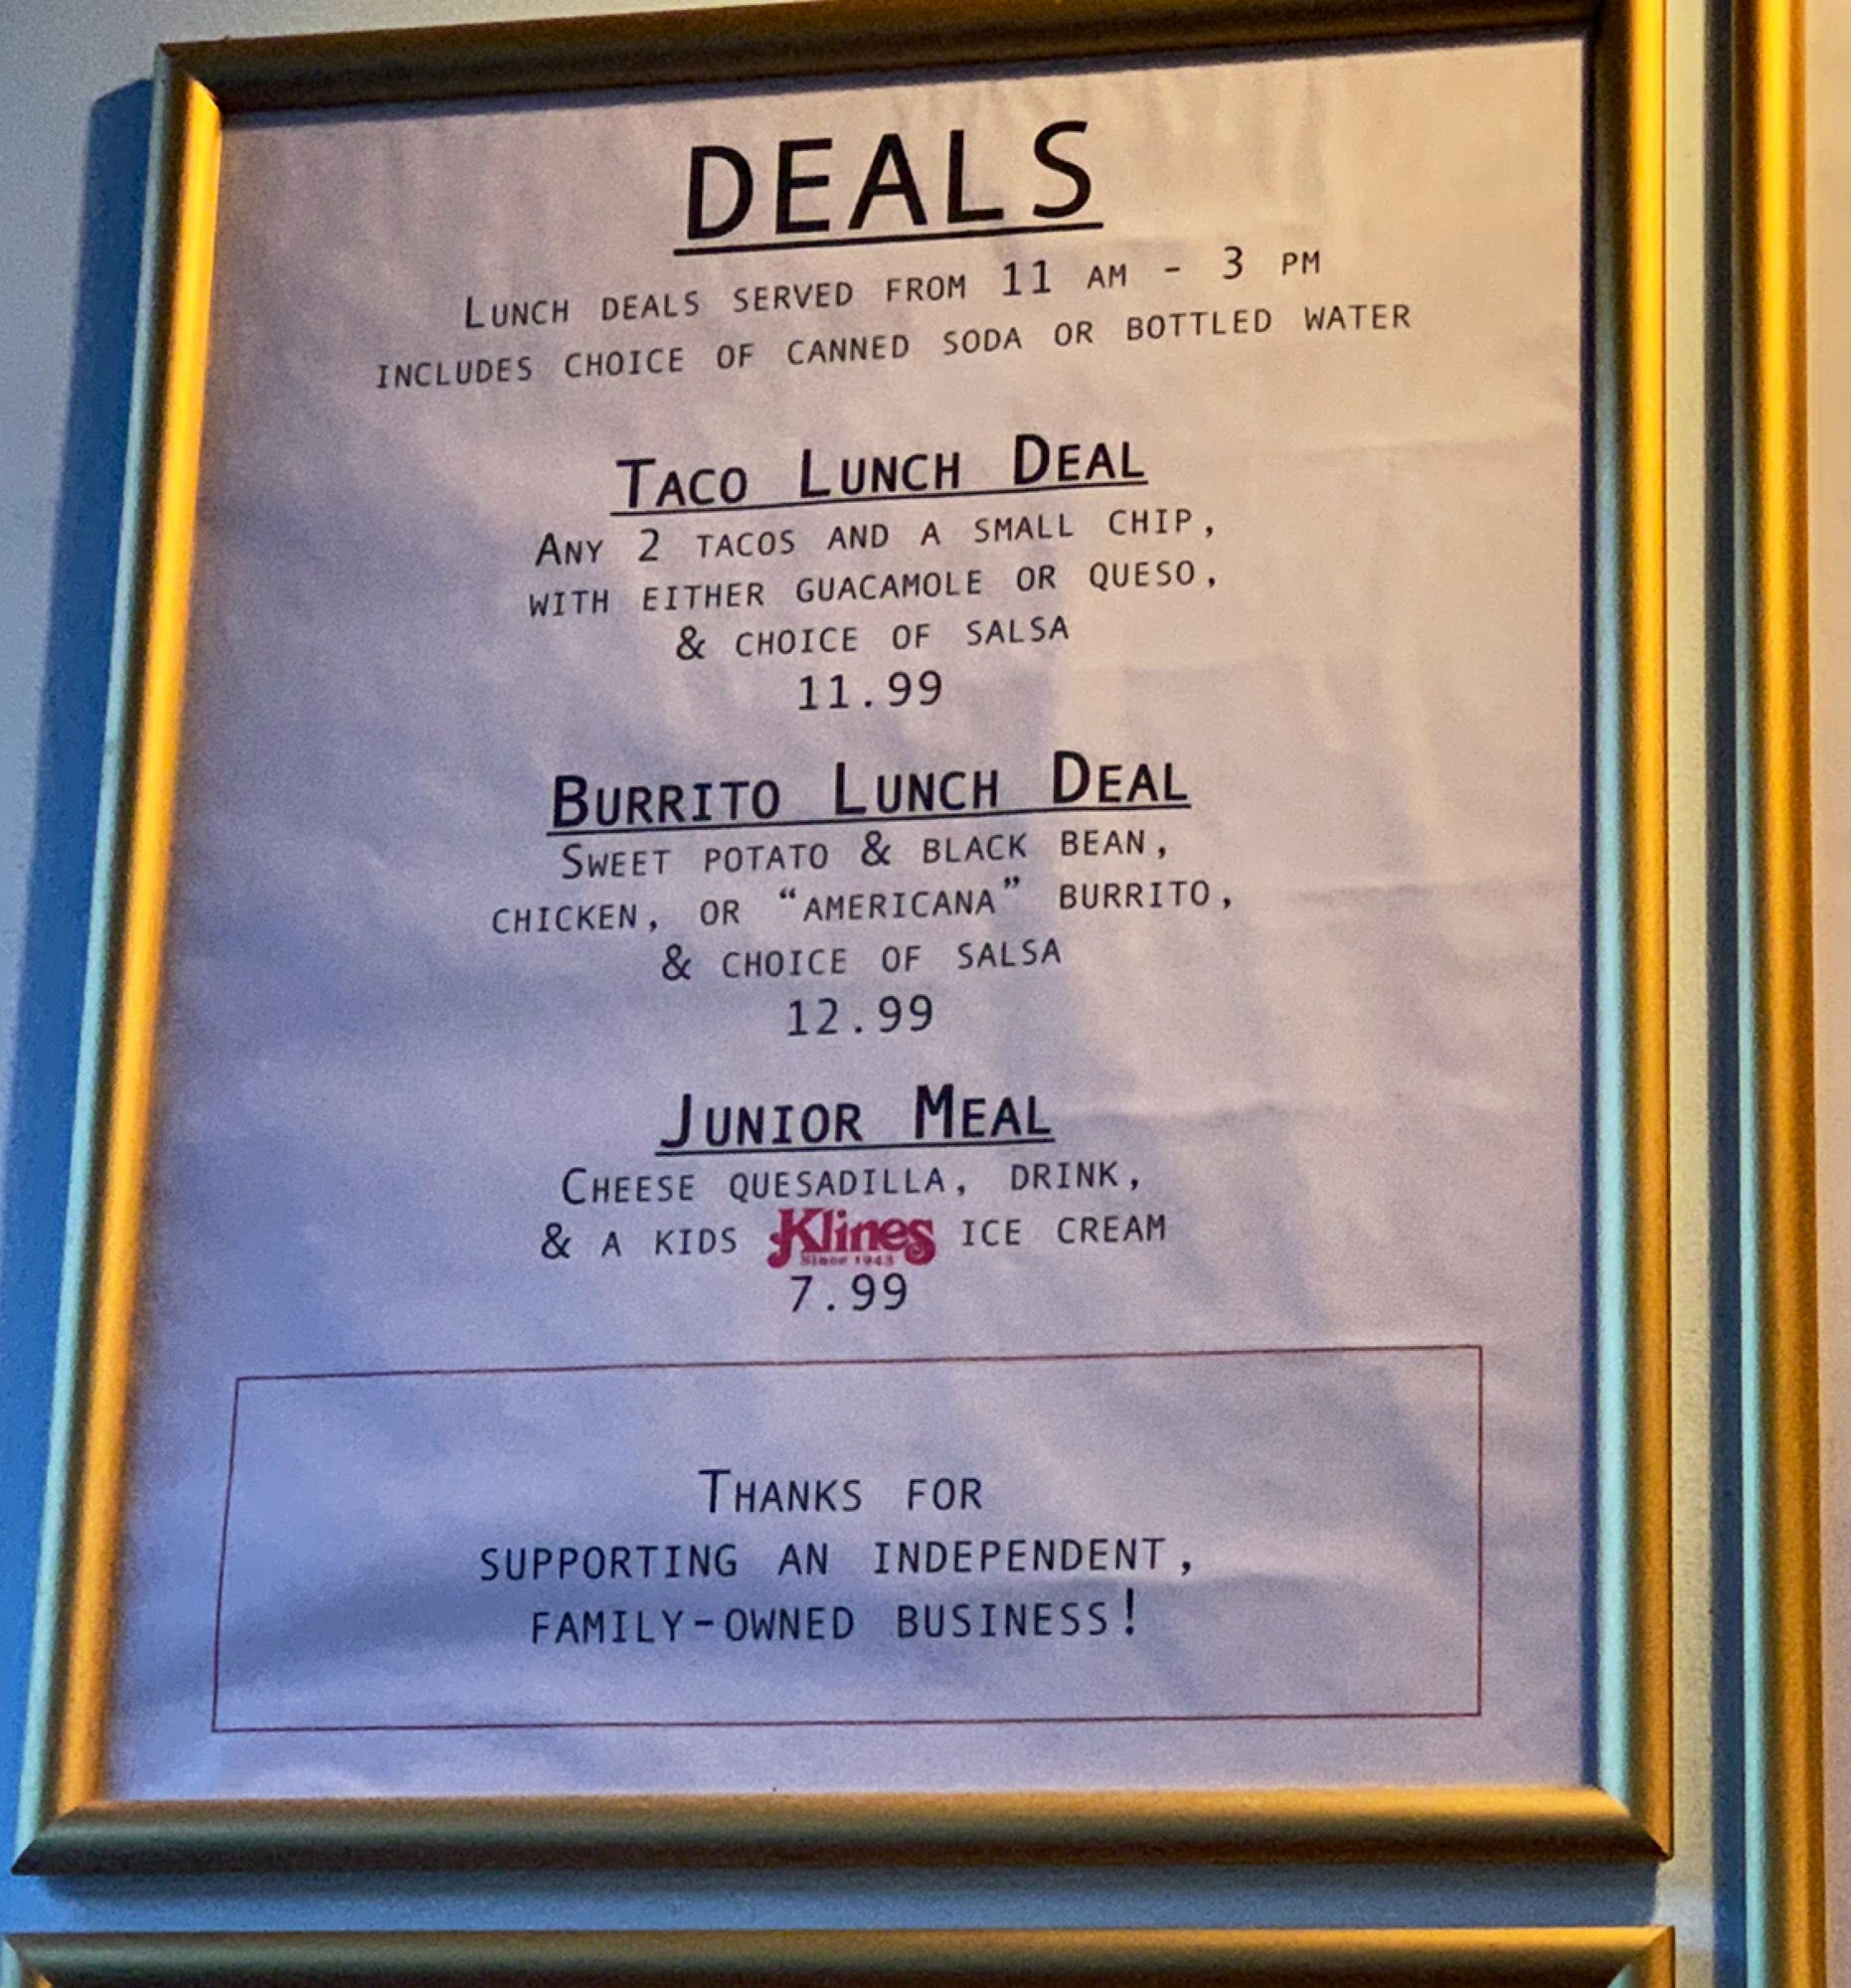 DEALS
LUNCH DEALS SERVED FROM 11 AM - 3 PM
INCLUDES CHOICE OF CANNED SODA OR BOTTLED WATER
TACO LUNCH DEAL
ANY 2 TACOS AND A SMALL CHIP,
WITH EITHER GUACAMOLE OR QUESO,
& CHOICE OF SALSA
11.99
BURRITO LUNCH DEAL
SWEET POTATO & BLACK BEAN,
CHICKEN, OR “AMERICANA” BURRITO,
& CHOICE OF SALSA
12.99
JUNIOR MEAL
CHEESE QUESADILLA, DRINK,
& A KIDS Klines ICE CREAM
Since 1943
7.99
THANKS FOR
SUPPORTING AN INDEPENDENT,
FAMILY-OWNED BUSINESS!